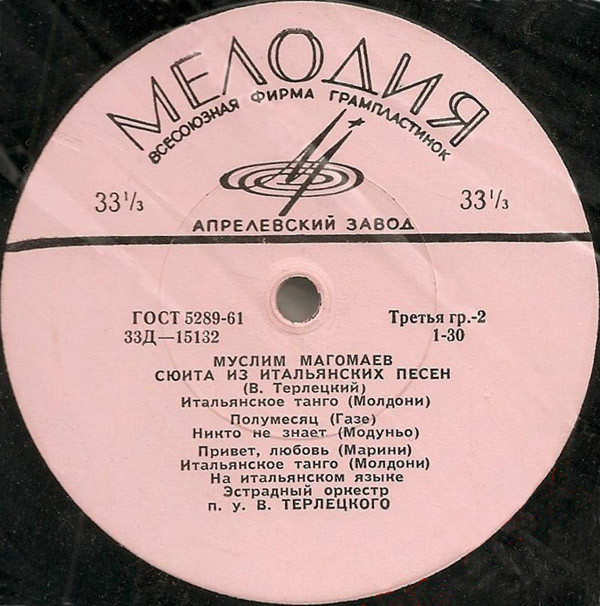 МЕЛОДИЯ
ВСЕСОЮЗНАЯ ФИРМА ГРАМПЛАСТИНОК
33 1/3 33 1/3
АПРЕЛЕВСКИЙ ЗАВОД
ГОСТ 5289-61 Третья гр.-2
33Д—15132 1-30
МУСЛИМ МАГОМАЕВ
СЮИТА ИЗ ИТАЛЬЯНСКИХ ПЕСЕН
(В. Терлецкий)
Итальянское танго (Молдони)
Полумесяц (Газе)
Никто не знает (Модуньо)
Привет, любовь (Марини)
Итальянское танго (Молдони)
На итальянском языке
Эстрадный оркестр
п. у. В. ТЕРЛЕЦКОГО